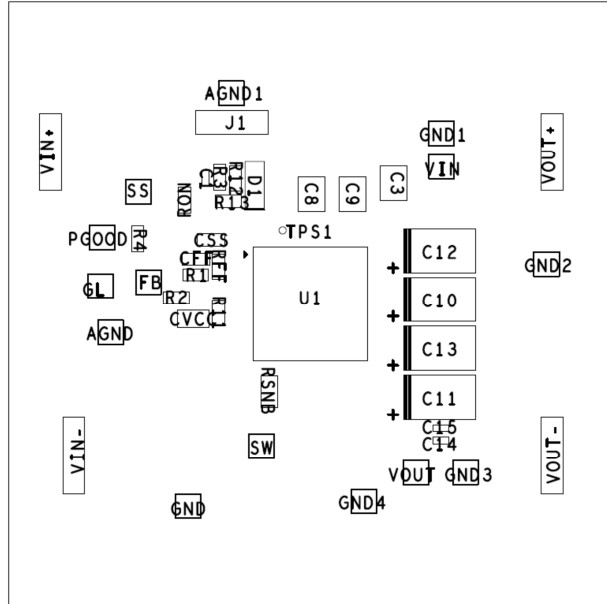 AGND1
J1
VIN+
GND1
VOUT+
VIN
C1
R3
R12
D1
R13
SS
RON
C8
C9
C3
PGOOD
R4
CSS
TPS1
CFF
RFF
R1
C12
GND2
GL
FB
R2
R11
CVCC
U1
C10
AGND
C13
RSNB
C11
C15
C14
VIN-
SW
VOUT-
VOUT
GND3
GND
GND4
+
+
+
+